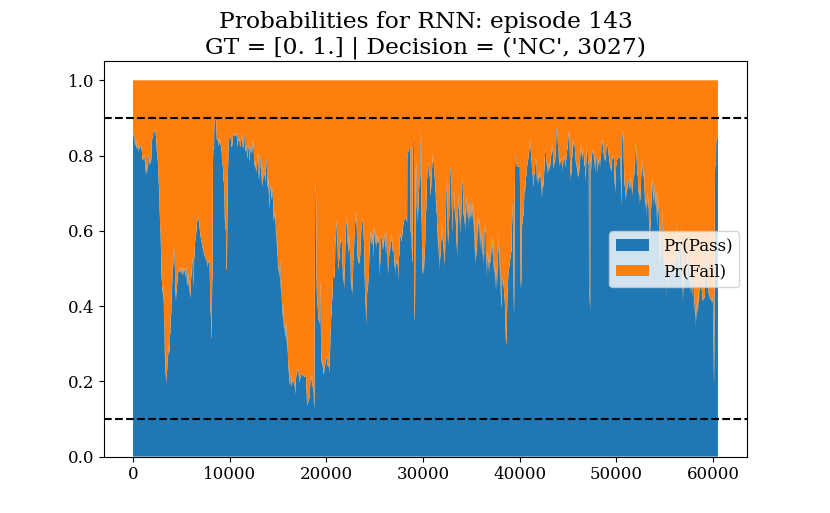 Probabilities for RNN: episode 143
GT = [0. 1.] | Decision = ('NC', 3027)
1.0
0.8
0.6
0.4
0.2
0.0
Pr(Pass)
Pr(Fail)
0 10000 20000 30000 40000 50000 60000